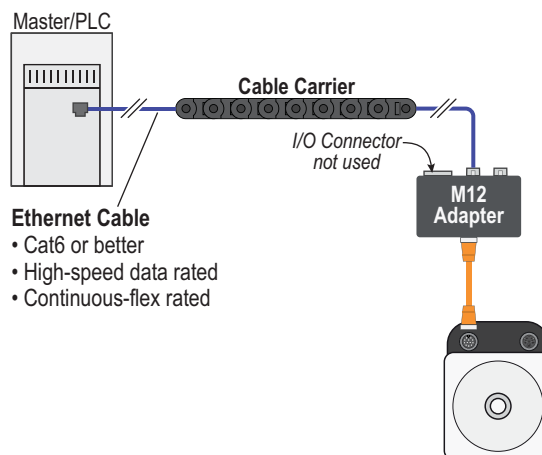 Master/PLC
Cable Carrier
I/O Connector
not used
M12
Adapter
Ethernet Cable
• Cat6 or better
• High-speed data rated
• Continuous-flex rated